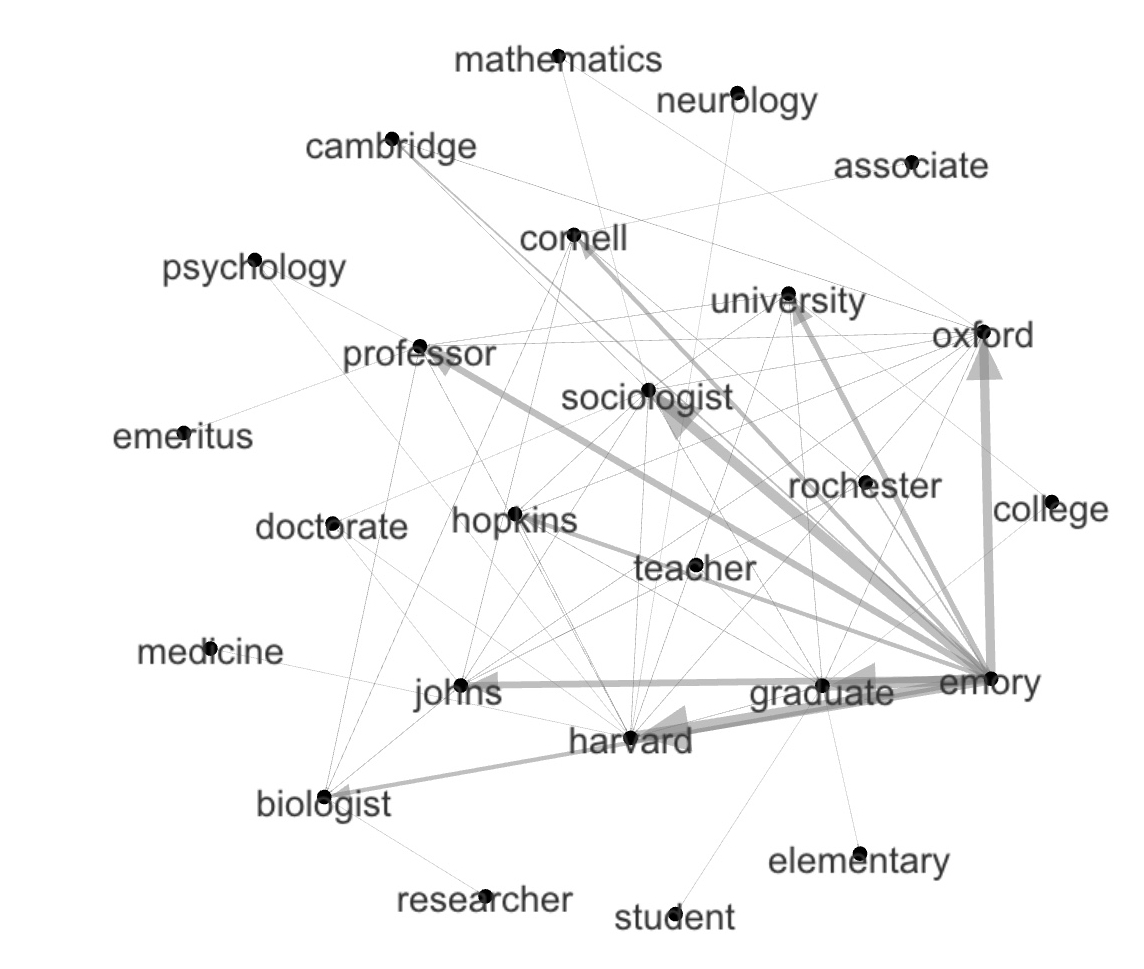 mathematics
neurology
cambridge
associate
cornell
psychology
university
oxford
professor
sociologist
emeritus
rochester
college
doctorate
hopkins
teacher
medicine
johns
graduate
emory
harvard
biologist
elementary
researcher
student